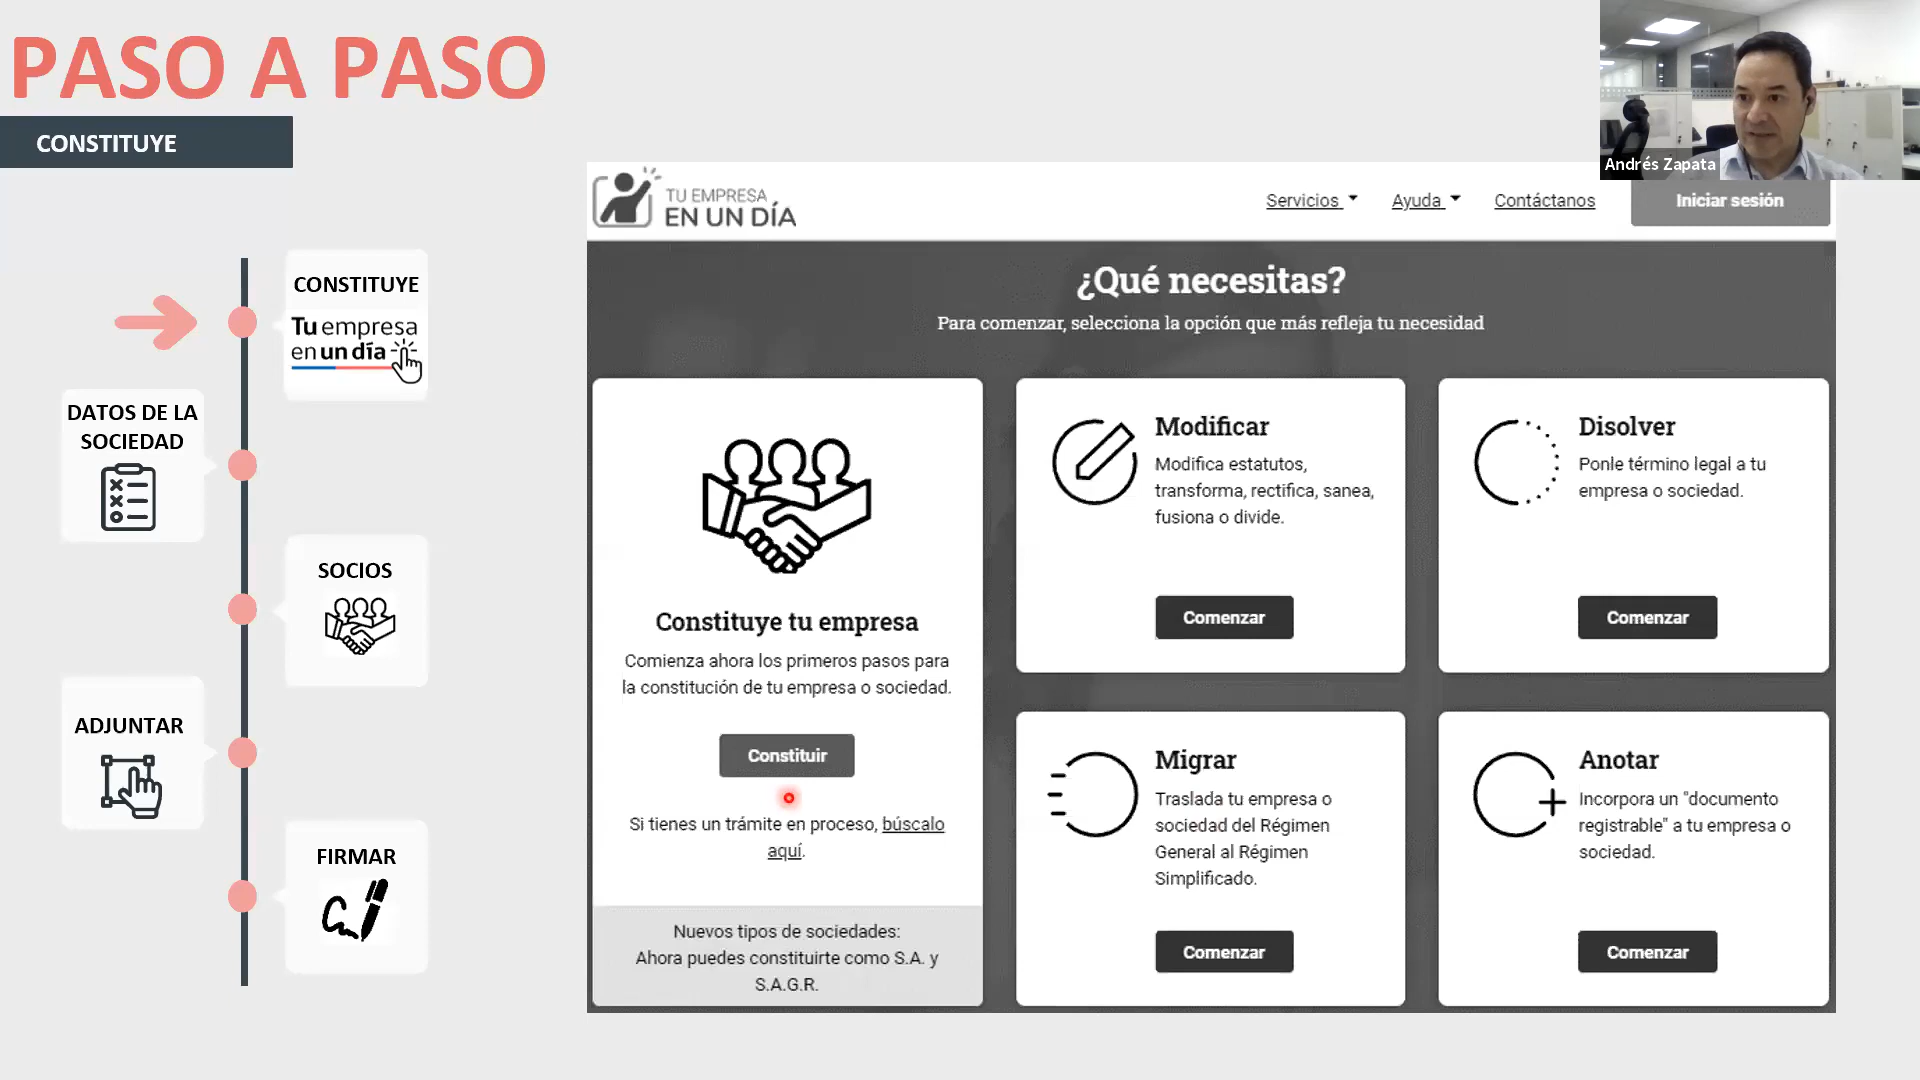 PASO A PASO
CONSTITUYE
CONSTITUYE
Tu empresa
en un día
DATOS DE LA
SOCIEDAD
SOCIOS
ADJUNTAR
FIRMAR
TU EMPRESA
EN UN DÍA
Servicios
Ayuda
Contáctanos
Iniciar sesión
Andrés Zapata
¿Qué necesitas?
Para comenzar, selecciona la opción que más refleja tu necesidad
Constituye tu empresa
Comienza ahora los primeros pasos para
la constitución de tu empresa o sociedad.
Constituir
Si tienes un trámite en proceso, búscalo
aquí.
Nuevos tipos de sociedades:
Ahora puedes constituirte como S.A. y
S.A.G.R.
Modificar
Modifica estatutos,
transforma, rectifica, sanea,
fusiona o divide.
Comenzar
Disolver
Ponle término legal a tu
empresa o sociedad.
Comenzar
Migrar
Traslada tu empresa o
sociedad del Régimen
General al Régimen
Simplificado.
Comenzar
Anotar
Incorpora un "documento
registrable" a tu empresa o
sociedad.
Comenzar